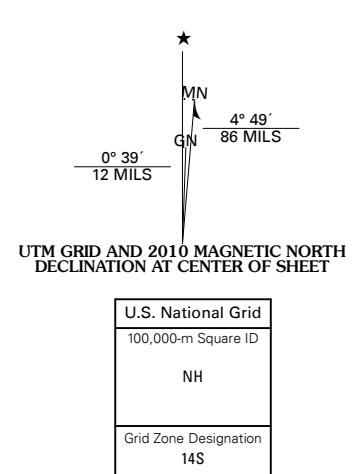 ★
MN
4° 49´
86 MILS
GN
0° 39´
12 MILS
UTM GRID AND 2010 MAGNETIC NORTH
DECLINATION AT CENTER OF SHEET
U.S. National Grid
100,000-m Square ID
NH
Grid Zone Designation
14S